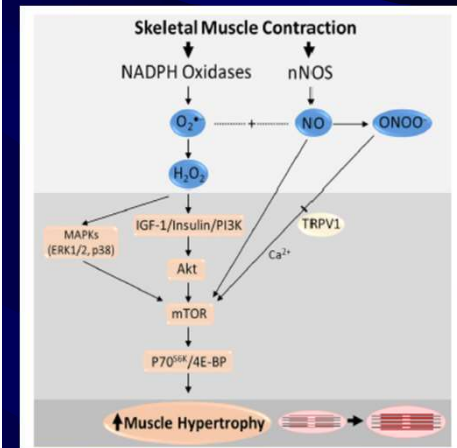 Skeletal Muscle Contraction
NADPH Oxidases nNOS
O₂•⁻ + NO ONOO⁻
H₂O₂
IGF-1/Insulin/PI3K TRPV1
MAPKs
(ERK1/2, p38)
Ca²⁺
Akt
mTOR
P70ˢ⁶ᴷ/4E-BP
Muscle Hypertrophy